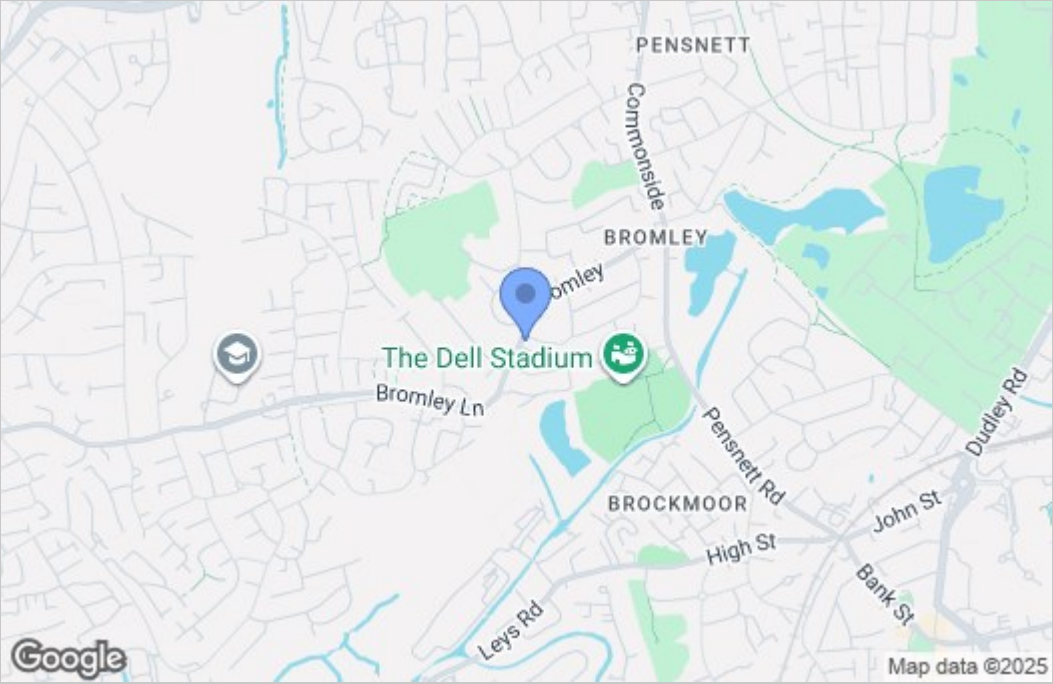 PENSNETT
Commonside
BROMLEY
omley
The Dell Stadium
Bromley Ln
Dudley Rd
Pensnett Rd
BROCKMOOR
John St
High St
Bank St
Leys Rd
Google
Map data ©2025